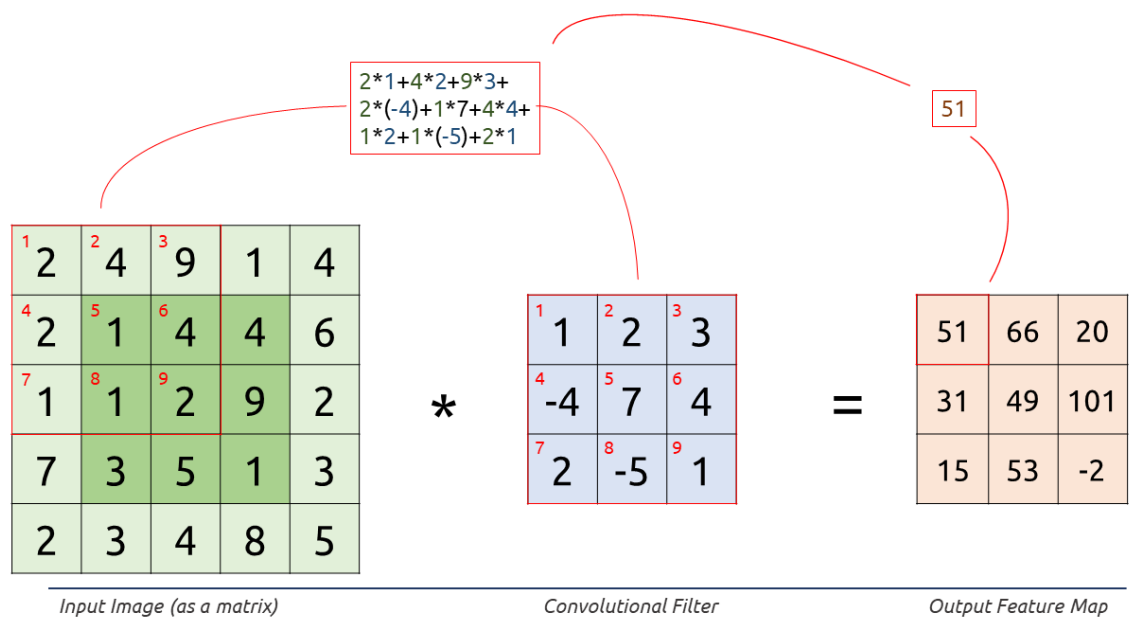 2*1+4*2+9*3+
2*(-4)+1*7+4*4+
1*2+1*(-5)+2*1
51
1 2 2 4 3 9 1 4
4 2 5 1 6 4 4 6
7 1 8 1 9 2 9 2
7 3 5 1 3
2 3 4 8 5
*
1 1 2 2 3 3
4 -4 5 7 6 4
7 2 8 -5 9 1
=
51 66 20
31 49 101
15 53 -2
Input Image (as a matrix)
Convolutional Filter
Output Feature Map